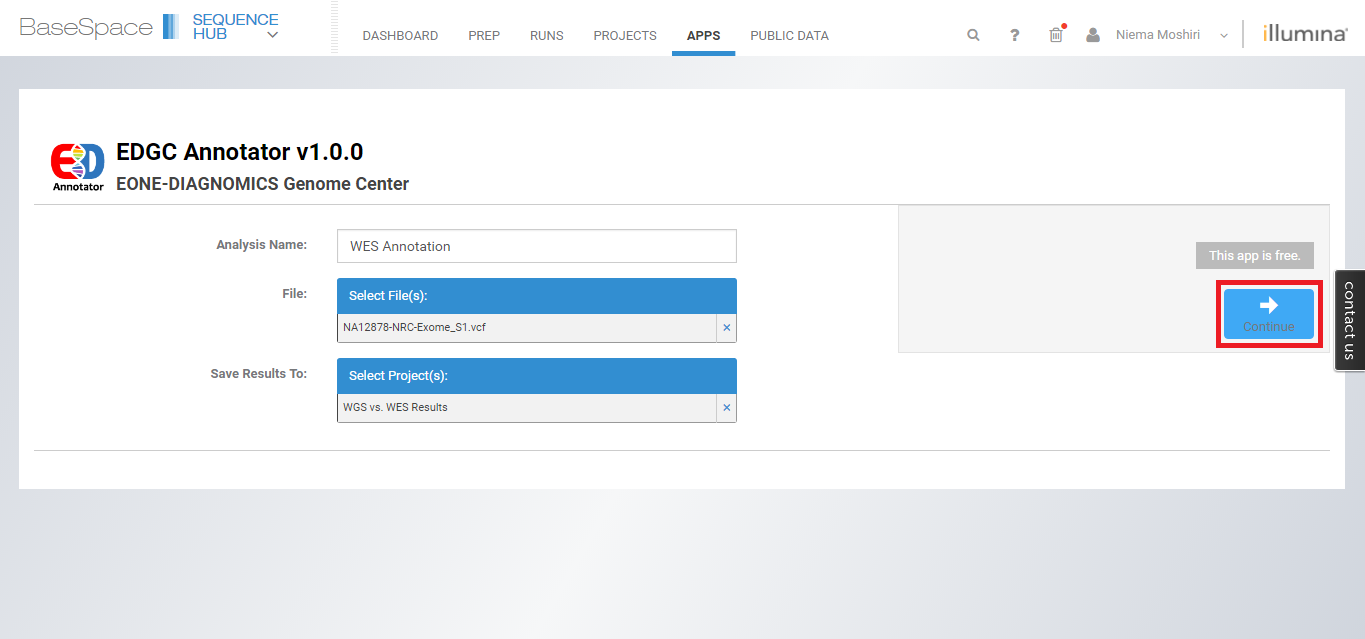 BaseSpace SEQUENCE HUB
DASHBOARD PREP RUNS PROJECTS APPS PUBLIC DATA
? Niema Moshiri illumina®
EDGC Annotator v1.0.0
EONE-DIAGNOMICS Genome Center
ED Annotator
Analysis Name: WES Annotation
File: Select File(s):
NA12878-NRC-Exome_S1.vcf ×
Save Results To: Select Project(s):
WGS vs. WES Results ×
This app is free.
Continue
contact us